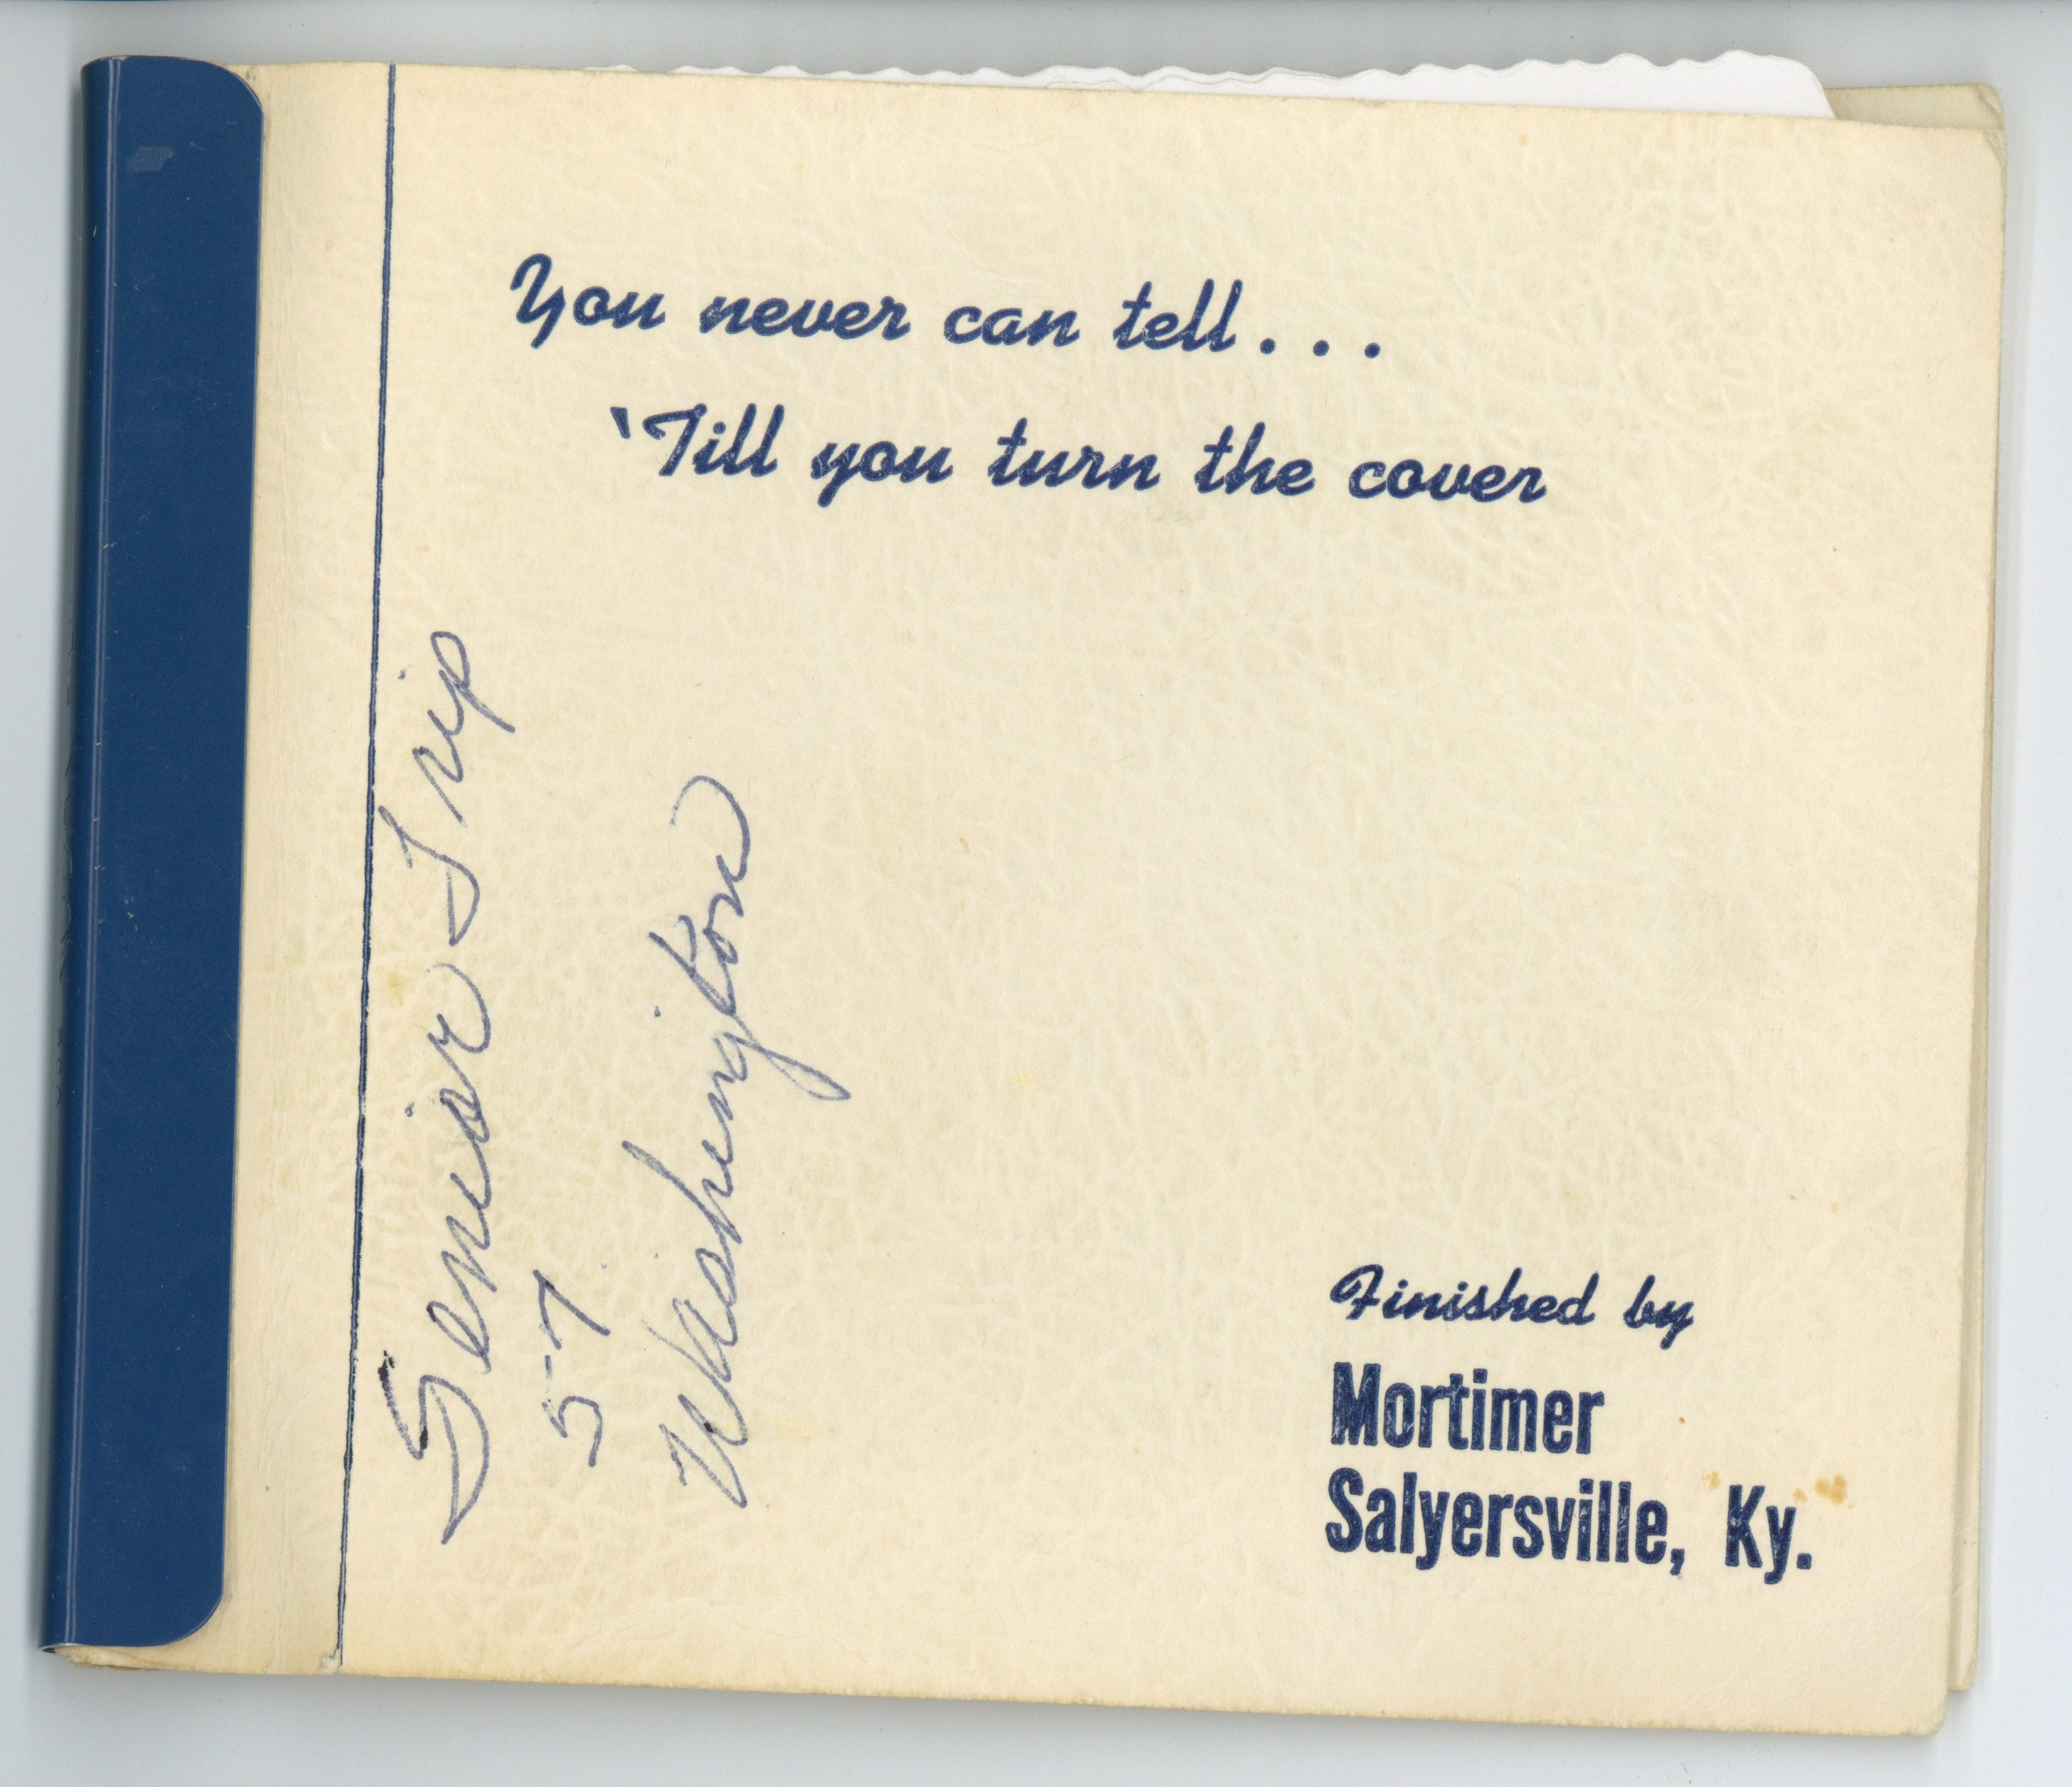 You never can tell...
'Till you turn the cover
Senior Trip
57
Washington
Finished by
Mortimer
Salyersville, Ky.